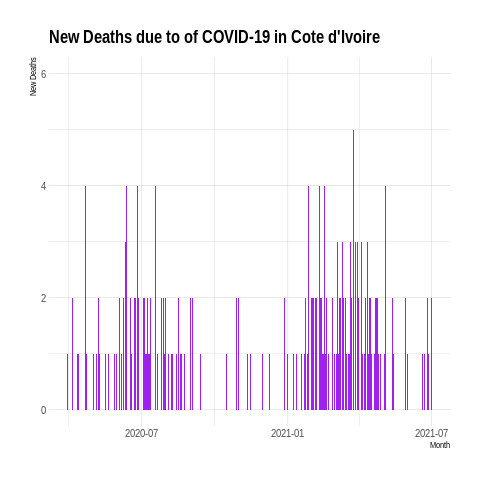 New Deaths due to of COVID-19 in Cote d'Ivoire
New Deaths
6
4
2
0
2020-07 2021-01 2021-07
Month